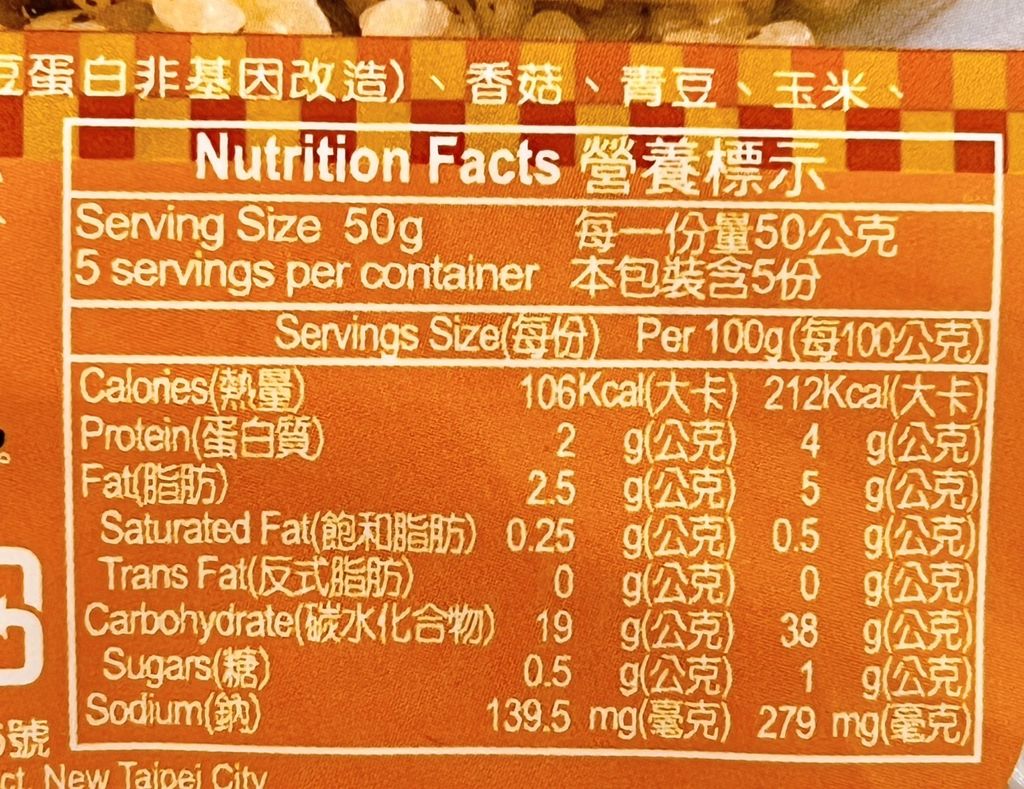 豆蛋白非基因改造)、香菇、青豆、玉米、
Nutrition Facts 營養標示
Serving Size 50g 每一份量50公克
5 servings per container 本包裝含5份
Servings Size(每份) Per 100g(每100公克)
Calories(熱量) 106Kcal(大卡) 212Kcal(大卡)
Protein(蛋白質) 2 g(公克) 4 g(公克)
Fat(脂肪) 2.5 g(公克) 5 g(公克)
Saturated Fat(飽和脂肪) 0.25 g(公克) 0.5 g(公克)
Trans Fat(反式脂肪) 0 g(公克) 0 g(公克)
Carbohydrate(碳水化合物) 19 g(公克) 38 g(公克)
Sugars(糖) 0.5 g(公克) 1 g(公克)
Sodium(鈉) 139.5 mg(毫克) 279 mg(毫克)
號
ct, New Taipei City